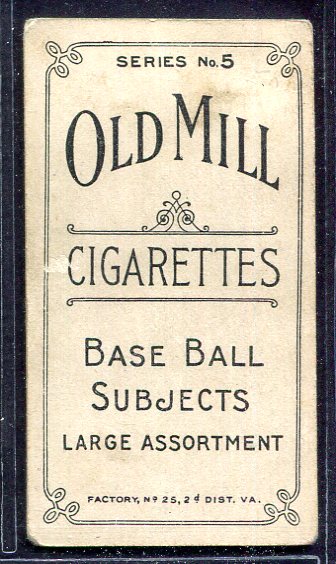 SERIES No. 5
OLD MILL
CIGARETTES
BASE BALL
SUBJECTS
LARGE ASSORTMENT
FACTORY, No 25, 2d DIST. VA.